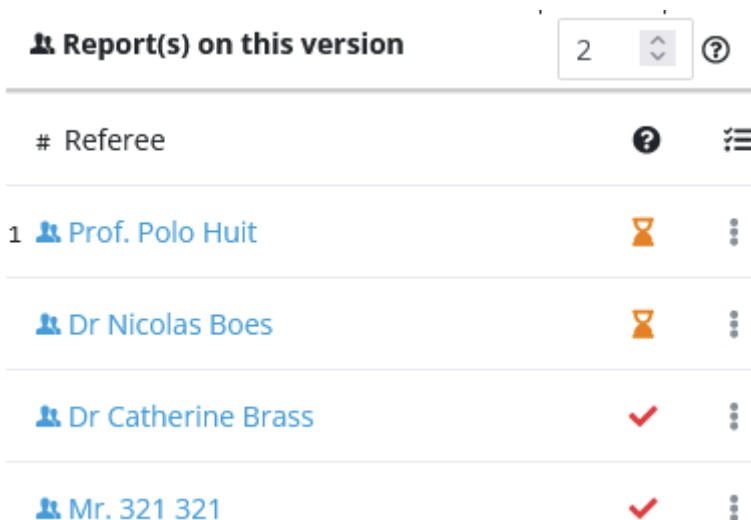 Report(s) on this version 2
# Referee
1 Prof. Polo Huit
Dr Nicolas Boes
Dr Catherine Brass
Mr. 321 321